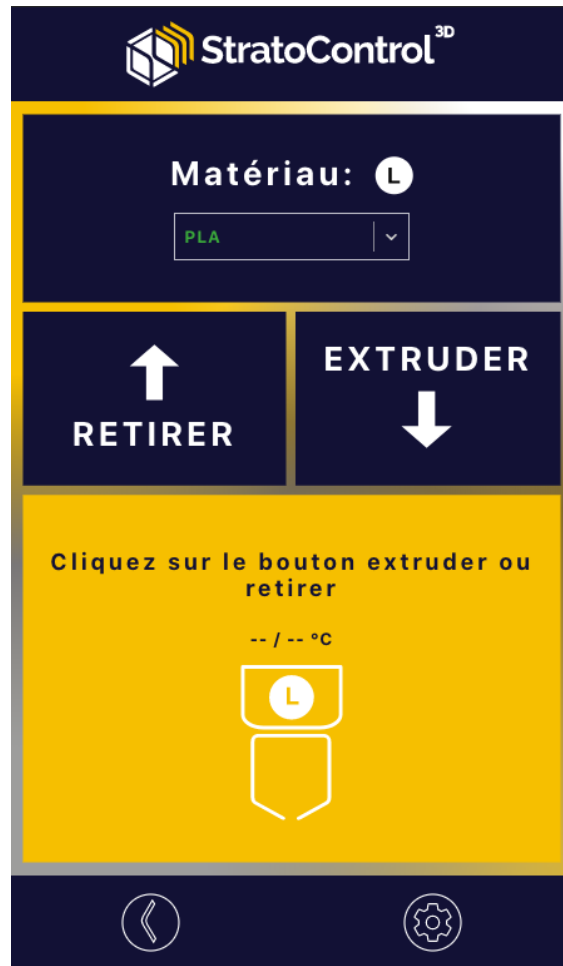 StratoControl 3D
Matériau: L
PLA
RETIRER
EXTRUDER
Cliquez sur le bouton extruder ou
retirer
-- / -- °C
L